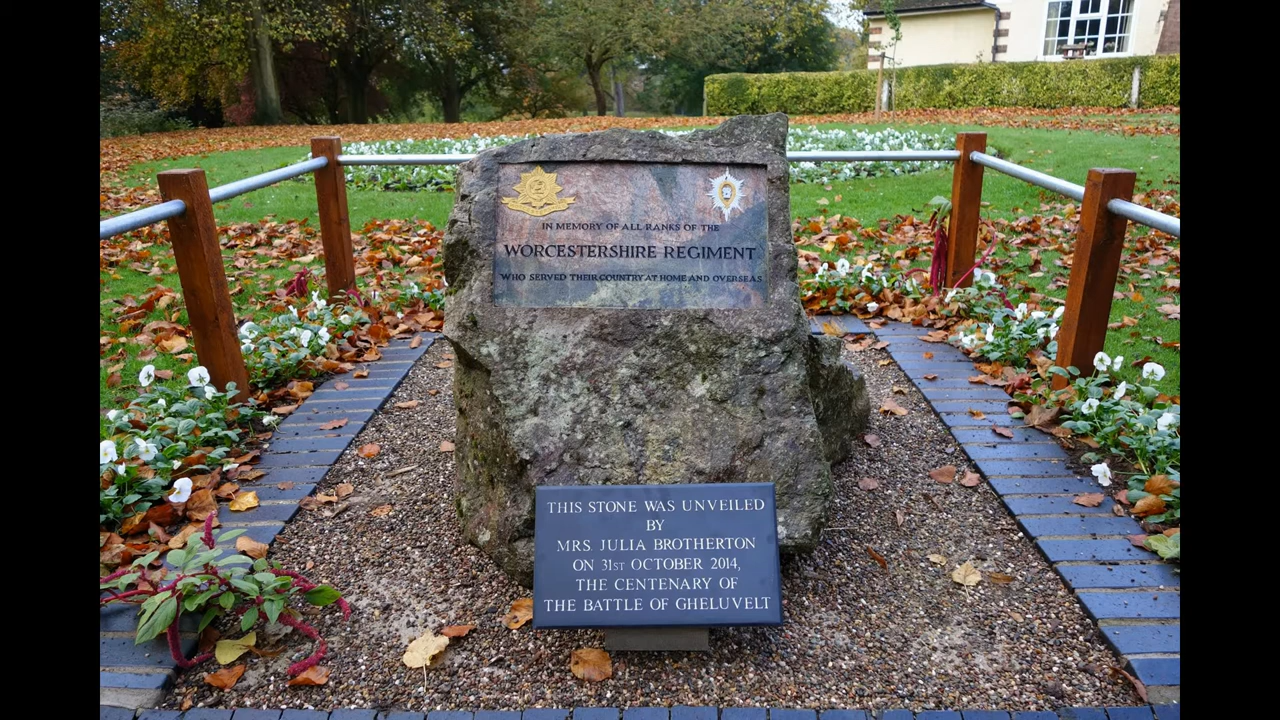 IN MEMORY OF ALL RANKS OF THE
WORCESTERSHIRE REGIMENT
WHO SERVED THEIR COUNTRY AT HOME AND OVERSEAS
THIS STONE WAS UNVEILED
BY
MRS. JULIA BROTHERTON
ON 31ST OCTOBER 2014,
THE CENTENARY OF
THE BATTLE OF GHELUVELT